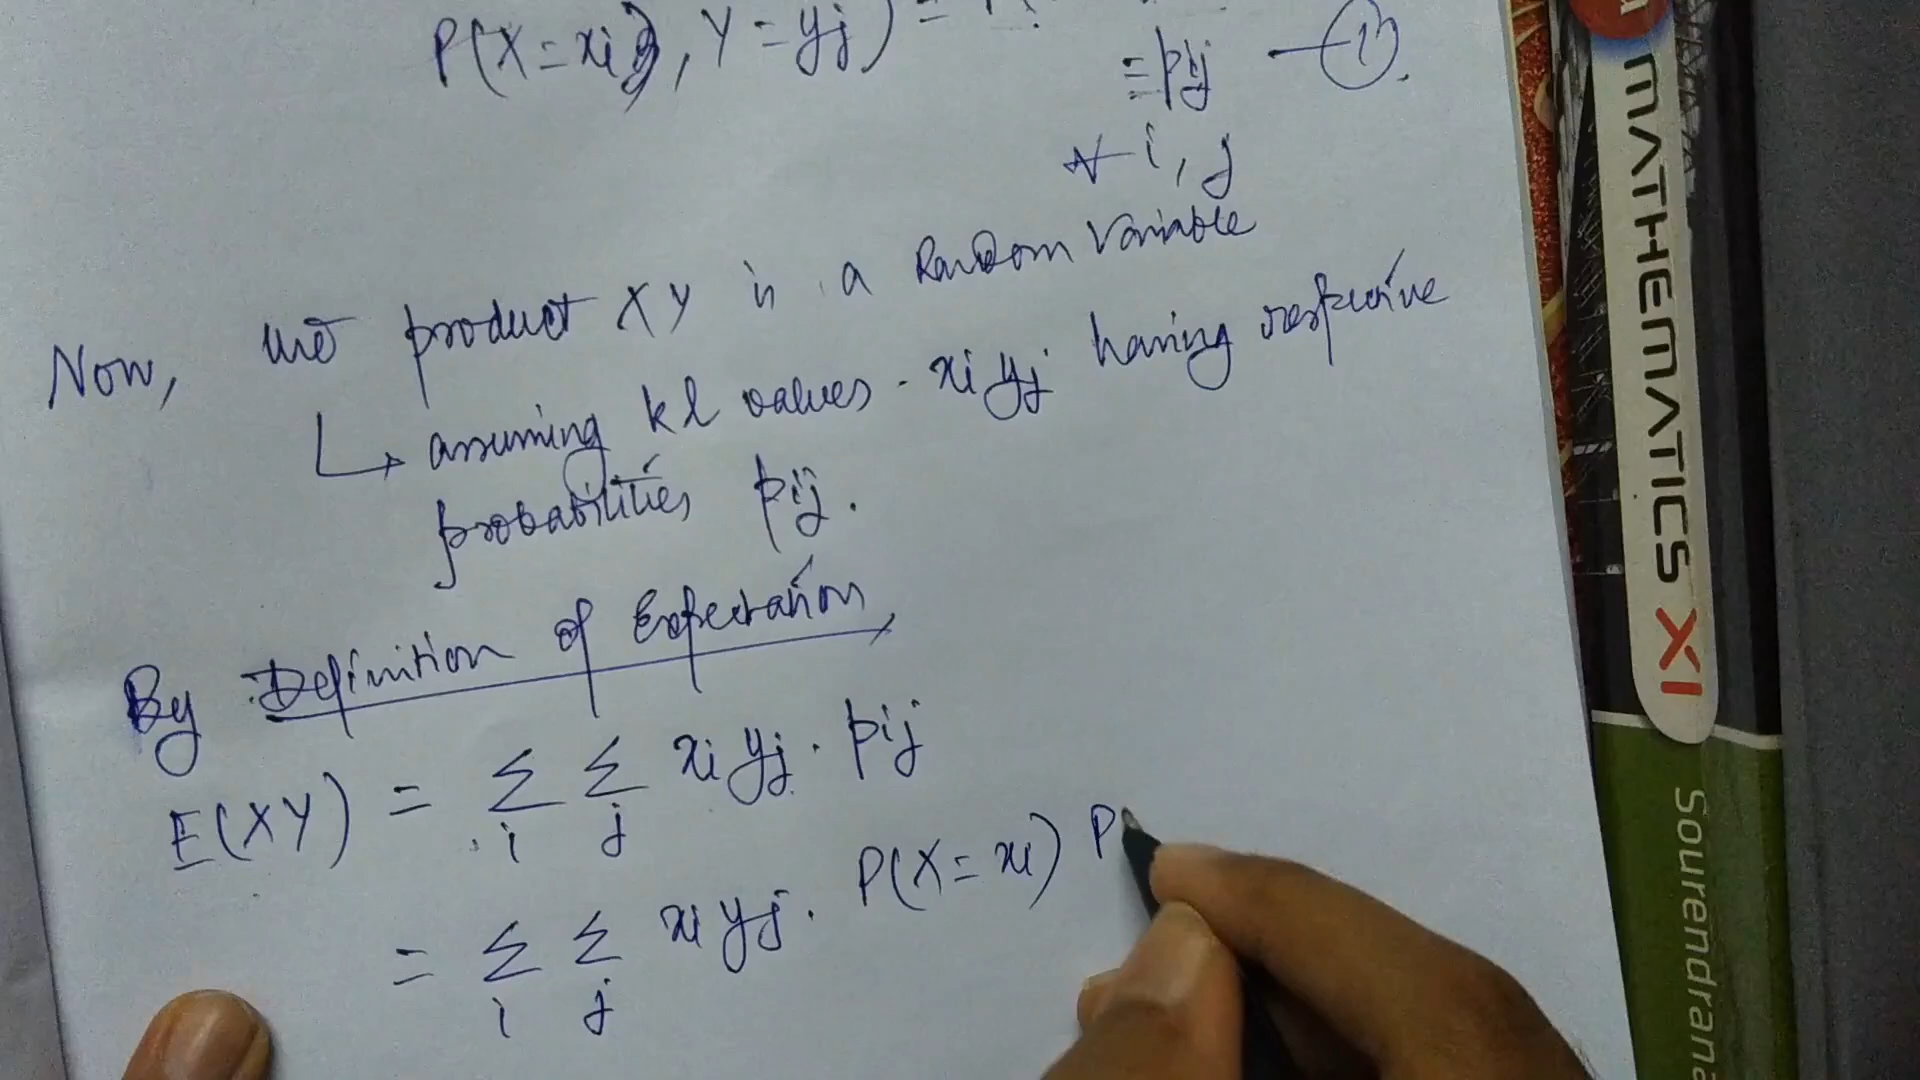 P(X = xi), Y = yj) =
= pij — 1
∀ i, j
Now, the product XY is a Random Variable
↳ assuming kl values - xi yj having respective
probabilities pij.
By Definition of Expectation,
E(XY) = Σ Σ xi yj . pij
i j
= Σ Σ xi yj . P(X = xi) P
i j
MATHEMATICS XI
Sourendrana